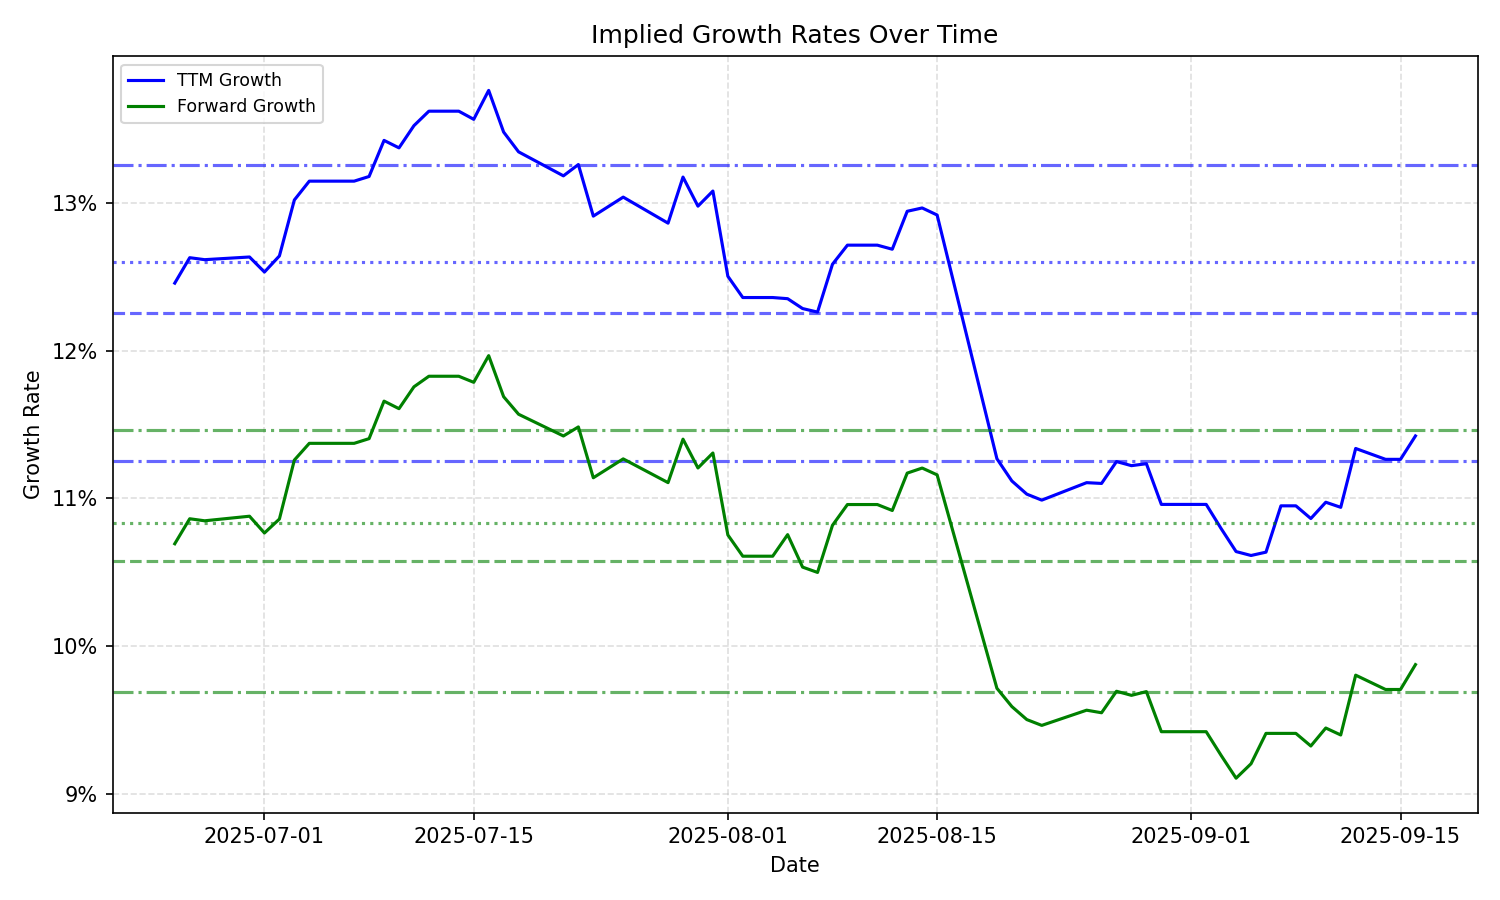 Implied Growth Rates Over Time
TTM Growth
Forward Growth
13%
12%
11%
10%
9%
Growth Rate
2025-07-01 2025-07-15 2025-08-01 2025-08-15 2025-09-01 2025-09-15
Date